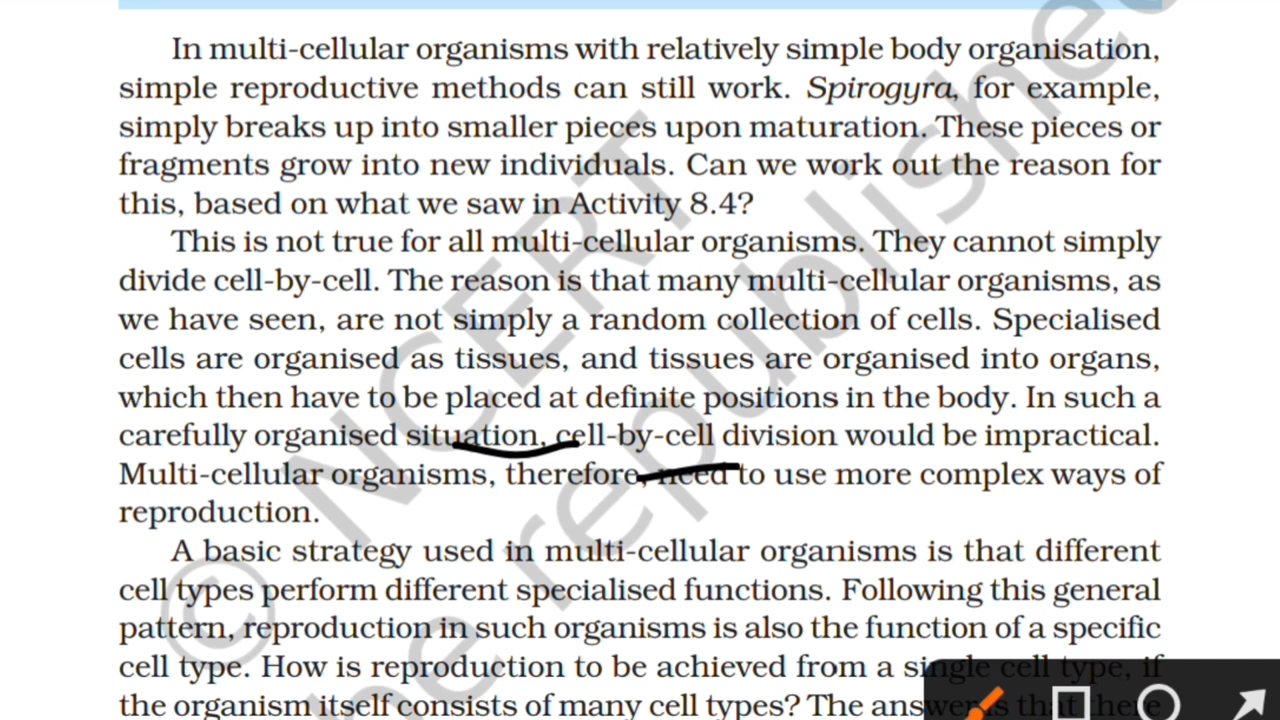 In multi-cellular organisms with relatively simple body organisation,
simple reproductive methods can still work. Spirogyra, for example,
simply breaks up into smaller pieces upon maturation. These pieces or
fragments grow into new individuals. Can we work out the reason for
this, based on what we saw in Activity 8.4?
This is not true for all multi-cellular organisms. They cannot simply
divide cell-by-cell. The reason is that many multi-cellular organisms, as
we have seen, are not simply a random collection of cells. Specialised
cells are organised as tissues, and tissues are organised into organs,
which then have to be placed at definite positions in the body. In such a
carefully organised situation, cell-by-cell division would be impractical.
Multi-cellular organisms, therefore, need to use more complex ways of
reproduction.
A basic strategy used in multi-cellular organisms is that different
cell types perform different specialised functions. Following this general
pattern, reproduction in such organisms is also the function of a specific
cell type. How is reproduction to be achieved from a single cell type, if
the organism itself consists of many cell types? The answer is that there
© NCERT
he republished